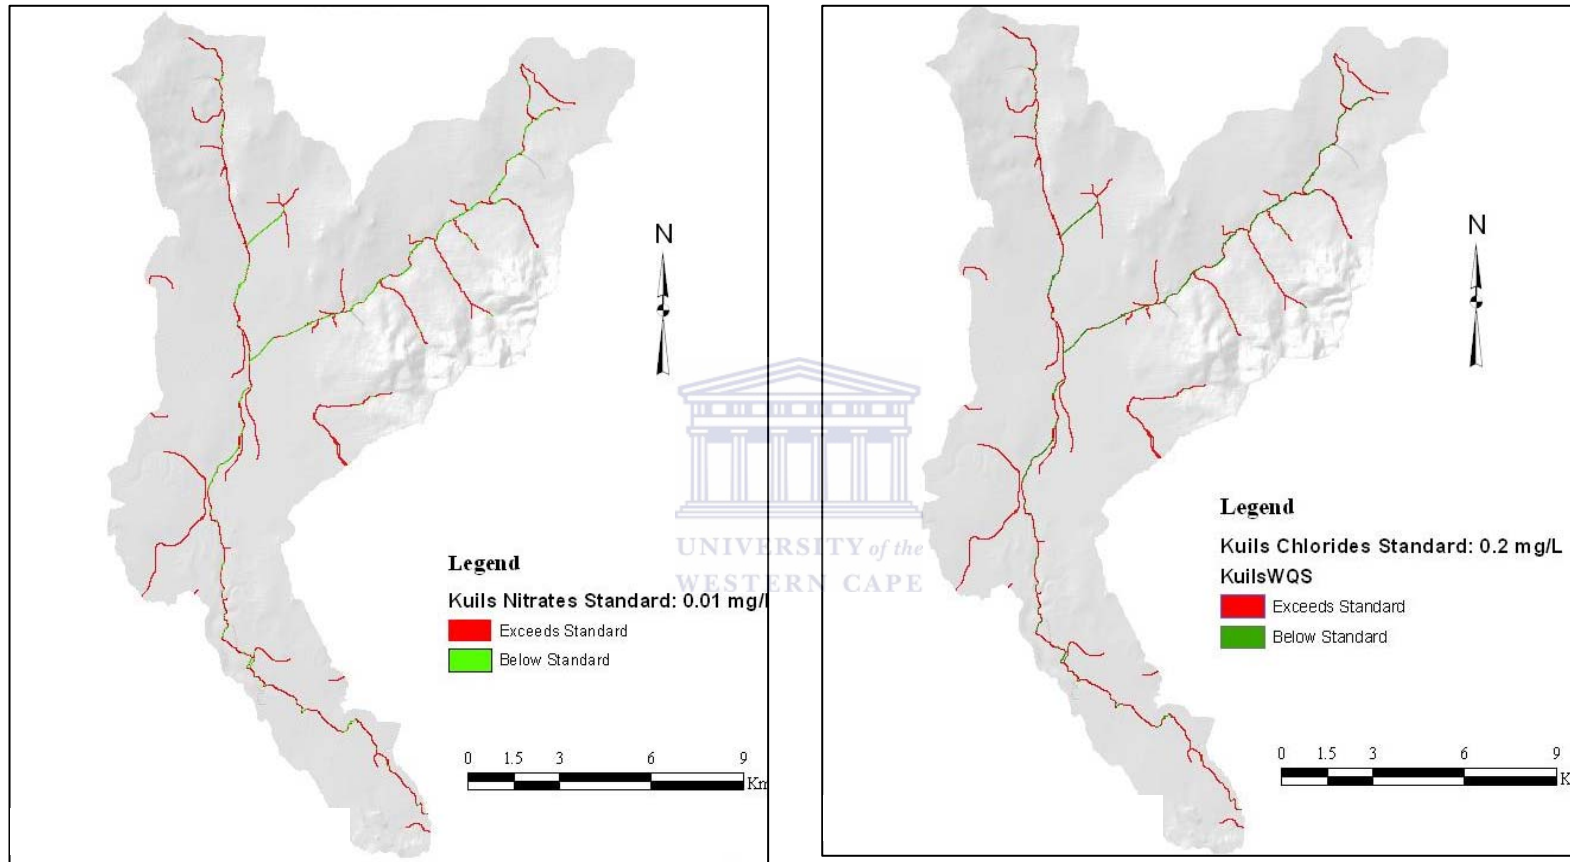 N
Legend
Kuils Nitrates Standard: 0.01 mg/l
Exceeds Standard
Below Standard
0 1.5 3 6 9
Km
UNIVERSITY of the
WESTERN CAPE
N
Legend
Kuils Chlorides Standard: 0.2 mg/L
KuilsWQS
Exceeds Standard
Below Standard
0 1.5 3 6 9
K